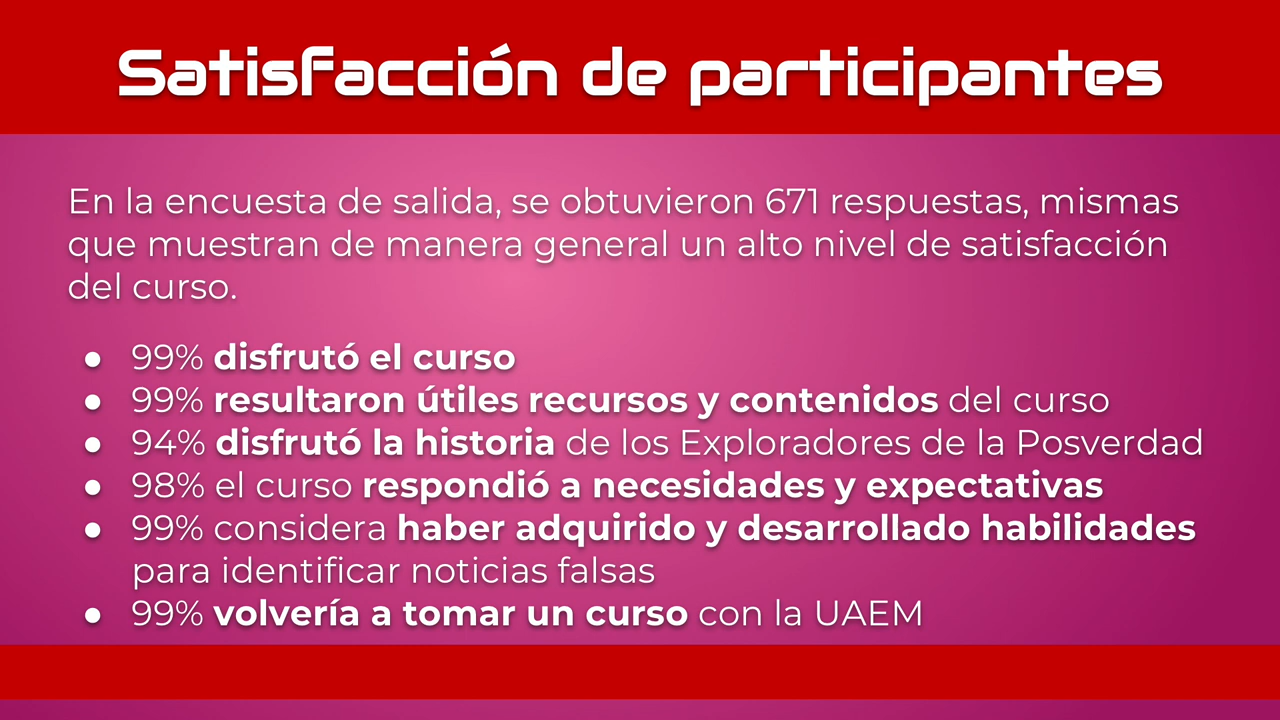 Satisfacción de participantes
En la encuesta de salida, se obtuvieron 671 respuestas, mismas
que muestran de manera general un alto nivel de satisfacción
del curso.
● 99% disfrutó el curso
● 99% resultaron útiles recursos y contenidos del curso
● 94% disfrutó la historia de los Exploradores de la Posverdad
● 98% el curso respondió a necesidades y expectativas
● 99% considera haber adquirido y desarrollado habilidades
para identificar noticias falsas
● 99% volvería a tomar un curso con la UAEM